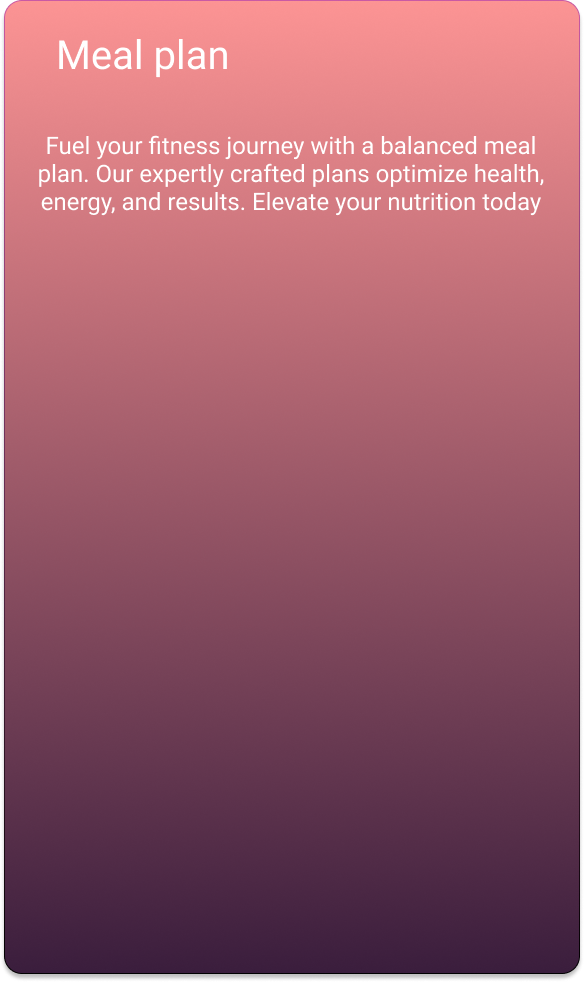 Meal plan
Fuel your fitness journey with a balanced meal
plan. Our expertly crafted plans optimize health,
energy, and results. Elevate your nutrition today